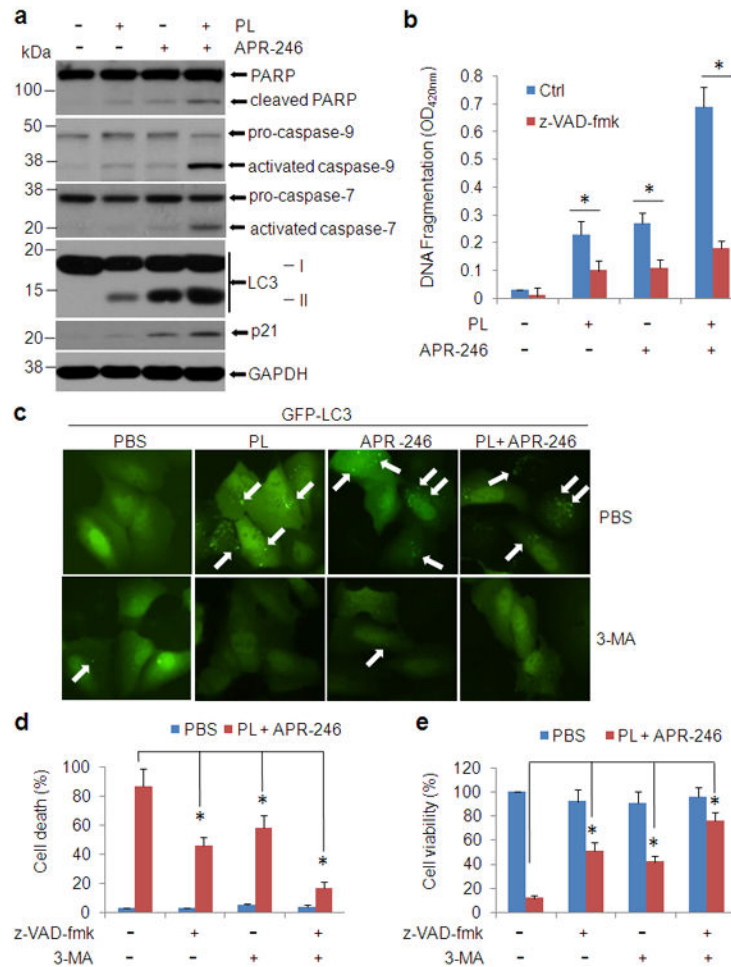 a
- + - + PL
kDa - - + + APR-246
100
PARP
cleaved PARP
50
38
pro-caspase-9
activated caspase-9
38
20
pro-caspase-7
activated caspase-7
20
15
– I
LC3
– II
20
p21
38
GAPDH
b
DNA Fragmentation (OD420nm)
0.8
0.7
0.6
0.5
0.4
0.3
0.2
0.1
0
Ctrl
z-VAD-fmk
* * *
PL - + - +
APR-246 - - + +
c
GFP-LC3
PBS PL APR -246 PL+ APR-246
PBS
3-MA
d
PBS PL + APR-246
Cell death (%)
100
80
60
40
20
0
* * *
z-VAD-fmk - + - +
3-MA - - + +
e
PBS PL + APR-246
Cell viability (%)
120
100
80
60
40
20
0
* * *
z-VAD-fmk - + - +
3-MA - - + +